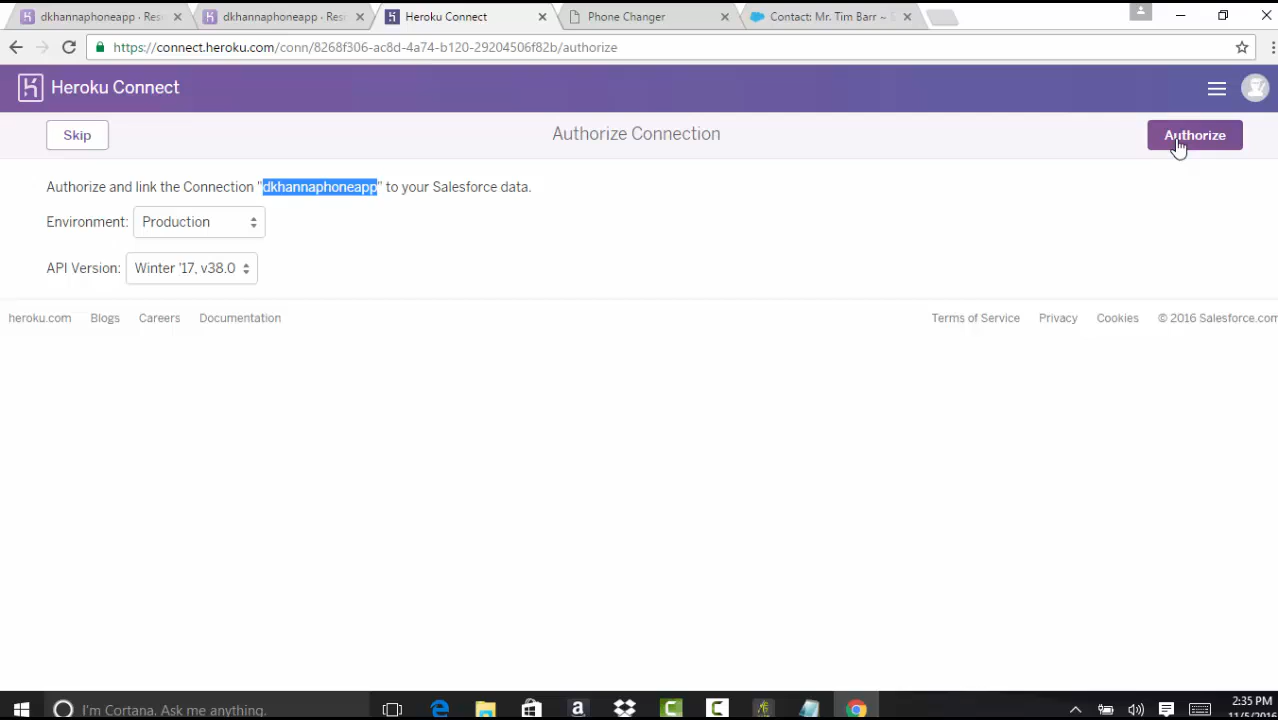 dkhannaphoneapp · Res
dkhannaphoneapp · Res
Heroku Connect
Phone Changer
Contact: Mr. Tim Barr ~
https://connect.heroku.com/conn/8268f306-ac8d-4a74-b120-29204506f82b/authorize
Heroku Connect
Skip
Authorize Connection
Authorize
Authorize and link the Connection "dkhannaphoneapp" to your Salesforce data.
Environment: Production
API Version: Winter '17, v38.0
heroku.com Blogs Careers Documentation
Terms of Service Privacy Cookies © 2016 Salesforce.com
I'm Cortana. Ask me anything.
2:35 PM
11/5/2016